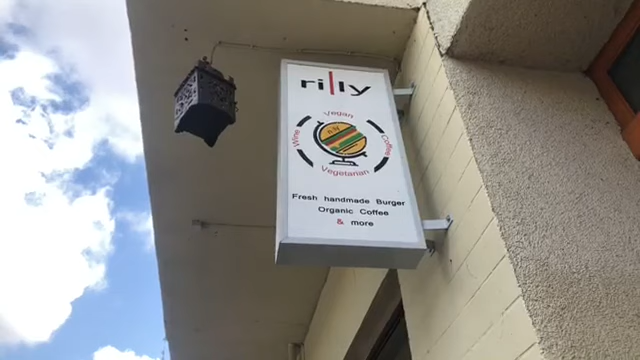 rilly
Vegan
Wine
Coffee
Vegetarian
Fresh handmade Burger
Organic Coffee
& more